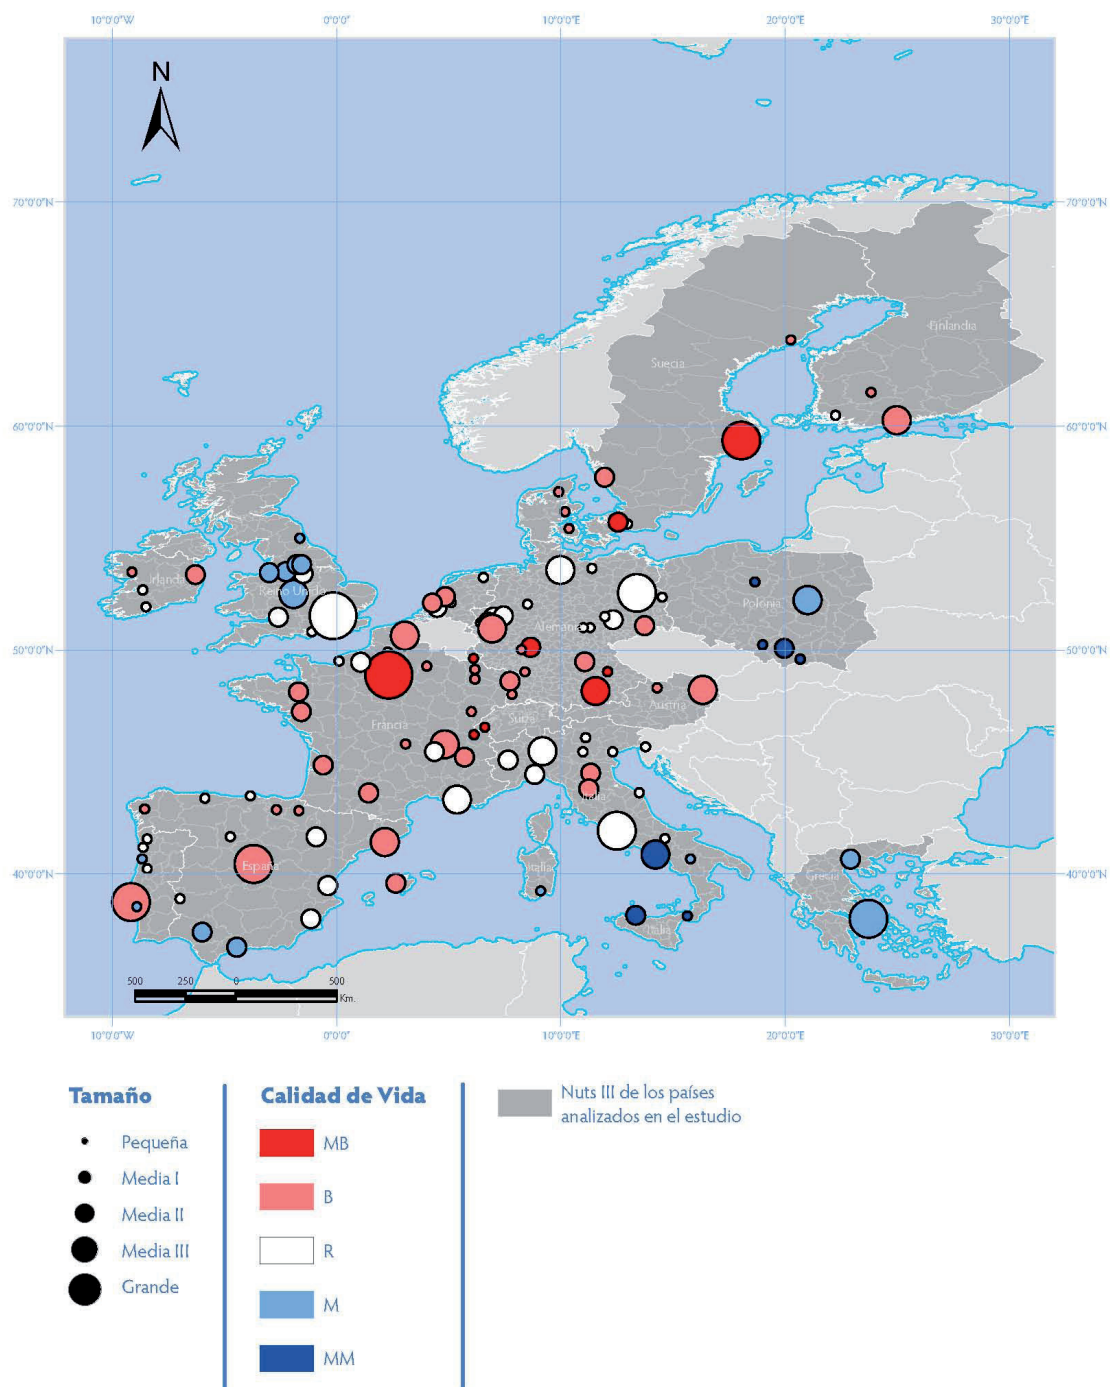 10°0'0"W 0°0'0" 10°0'0"E 20°0'0"E 30°0'0"E
N
70°0'0"N 70°0'0"N
Finlandia
Suecia
60°0'0"N 60°0'0"N
Irlanda
Reino Unido
Polonia
Alemania
50°0'0"N 50°0'0"N
Austria
Francia
Suiza
Italia
España
Italia
40°0'0"N 40°0'0"N
Grecia
Italia
500 250 0 500
Km.
10°0'0"W 0°0'0" 10°0'0"E 20°0'0"E 30°0'0"E
Tamaño
Pequeña
Media I
Media II
Media III
Grande
Calidad de Vida
MB
B
R
M
MM
Nuts III de los países
analizados en el estudio